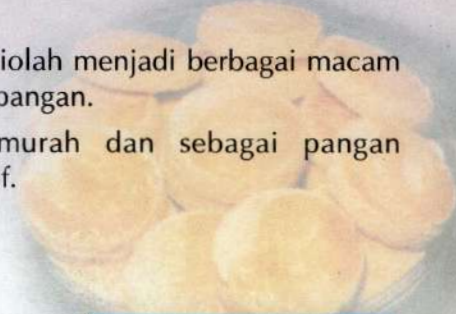 iolah menjadi berbagai macam
pangan.
murah dan sebagai pangan
f.